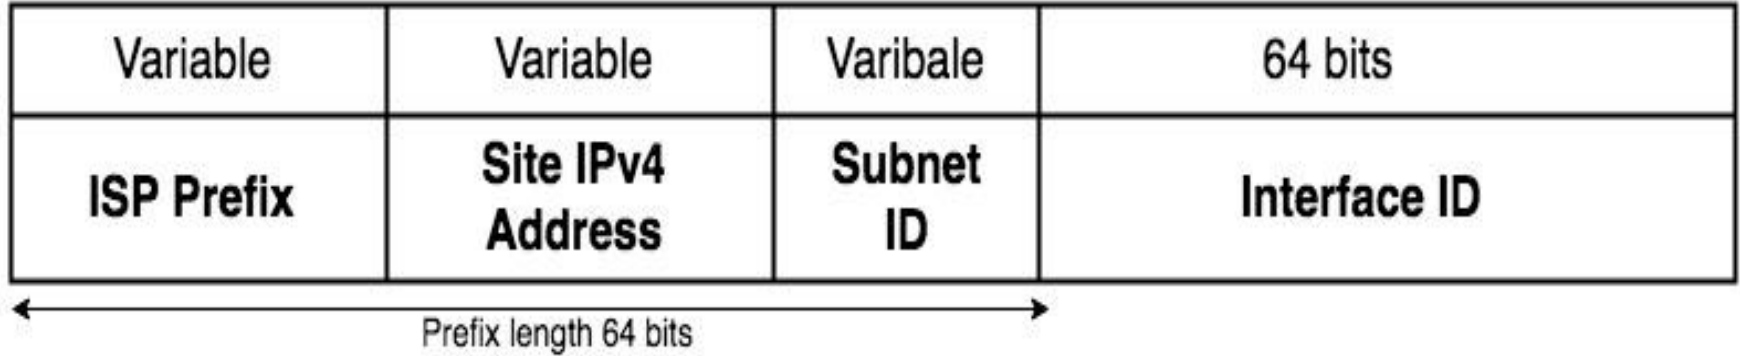 Variable
Variable
Varibale
64 bits
ISP Prefix
Site IPv4
Address
Subnet
ID
Interface ID
Prefix length 64 bits